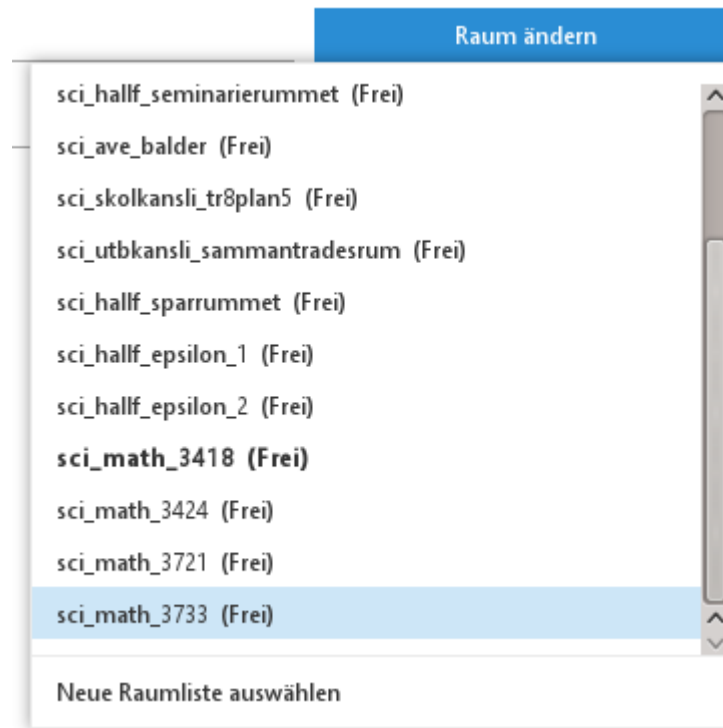 Raum ändern
sci_hallf_seminarierummet (Frei)
sci_ave_balder (Frei)
sci_skolkansli_tr8plan5 (Frei)
sci_utbkansli_sammantradesrum (Frei)
sci_hallf_sparrummet (Frei)
sci_hallf_epsilon_1 (Frei)
sci_hallf_epsilon_2 (Frei)
sci_math_3418 (Frei)
sci_math_3424 (Frei)
sci_math_3721 (Frei)
sci_math_3733 (Frei)
Neue Raumliste auswählen